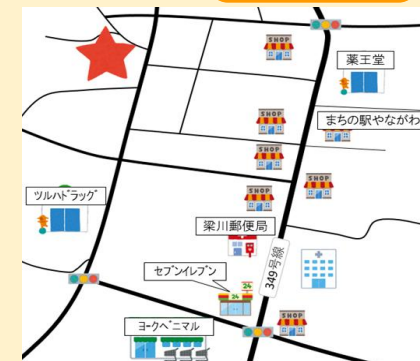 SHOP
薬王堂
まちの駅やながわ
SHOP
SHOP
SHOP
SHOP
ツルハドラッグ
梁川郵便局
349号線
セブンイレブン
24
24
SHOP
ヨークベニマル